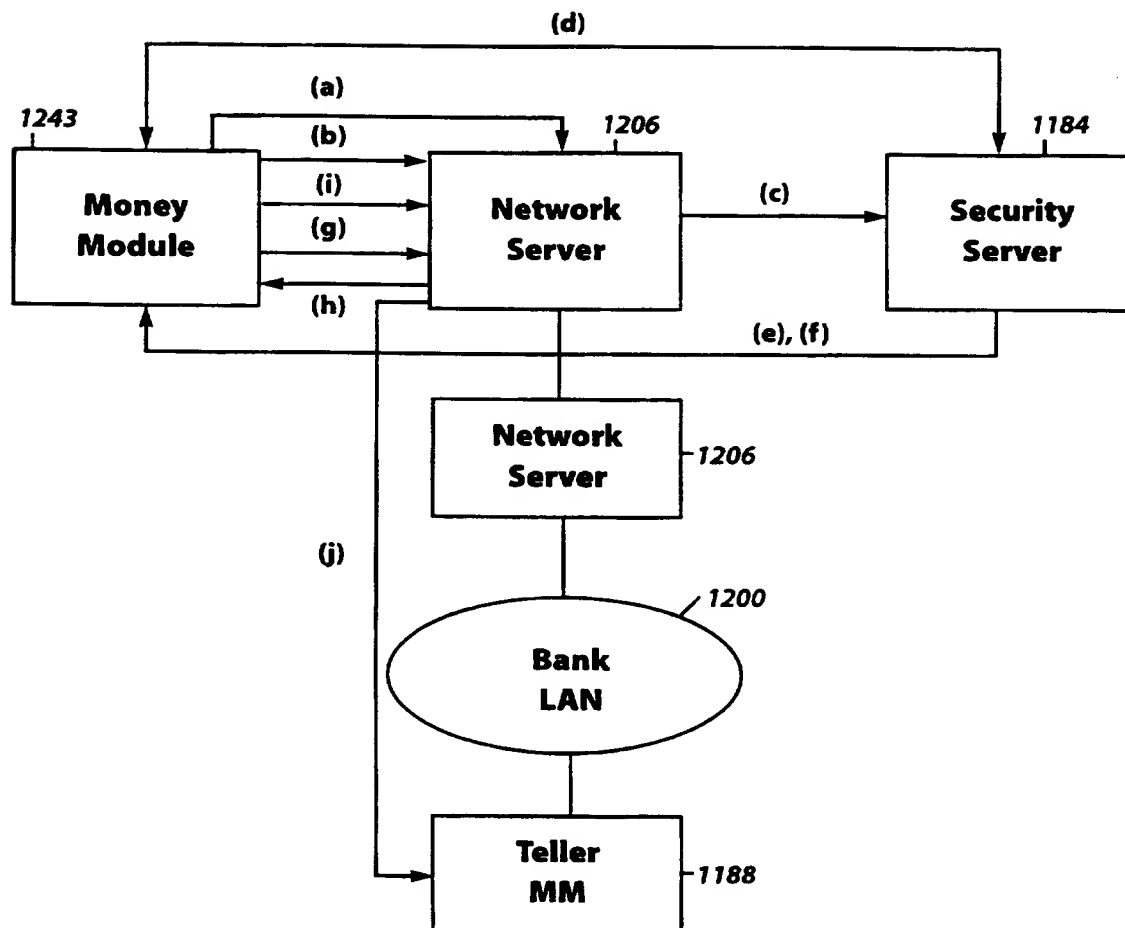 (d)
(a)
1243
1206
1184
(b)
(i)
(g)
(h)
(c)
Money
Module
Network
Server
Security
Server
(e), (f)
Network
Server
1206
(j)
1200
Bank
LAN
Teller
MM
1188